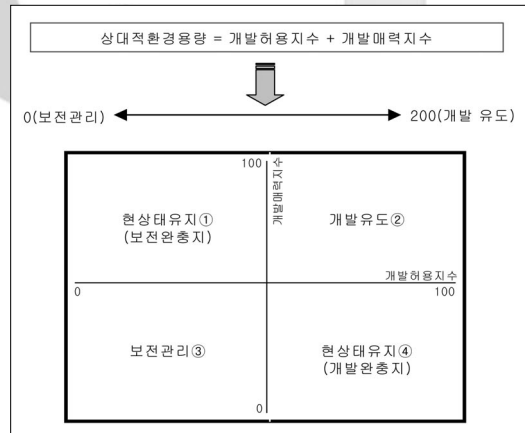 상대적환경용량 = 개발허용지수 + 개발매력지수
0(보전관리)
200(개발 유도)
100
개발매력지수
현상태유지①
(보전완충지)
개발유도②
개발허용지수
0
100
보전관리③
현상태유지④
(개발완충지)
0